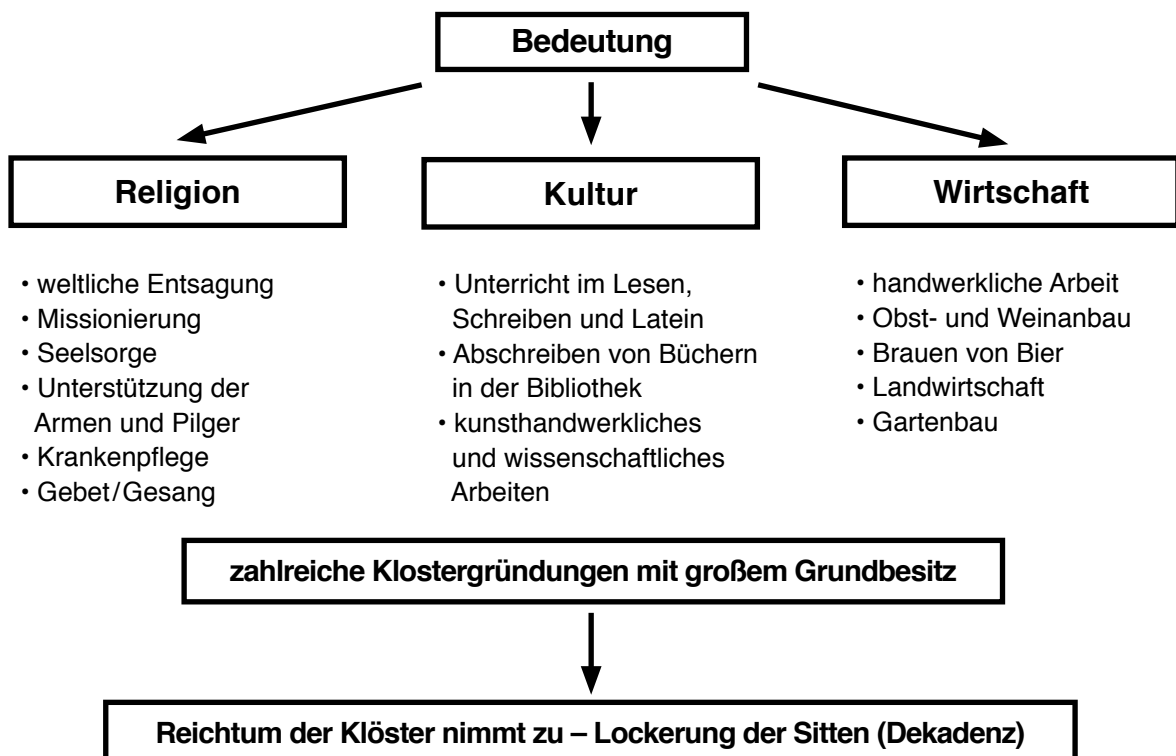 Bedeutung
Religion
• weltliche Entsagung
• Missionierung
• Seelsorge
• Unterstützung der
Armen und Pilger
• Krankenpflege
• Gebet/Gesang
Kultur
• Unterricht im Lesen,
Schreiben und Latein
• Abschreiben von Büchern
in der Bibliothek
• kunsthandwerkliches
und wissenschaftliches
Arbeiten
Wirtschaft
• handwerkliche Arbeit
• Obst- und Weinanbau
• Brauen von Bier
• Landwirtschaft
• Gartenbau
zahlreiche Klostergründungen mit großem Grundbesitz
Reichtum der Klöster nimmt zu – Lockerung der Sitten (Dekadenz)